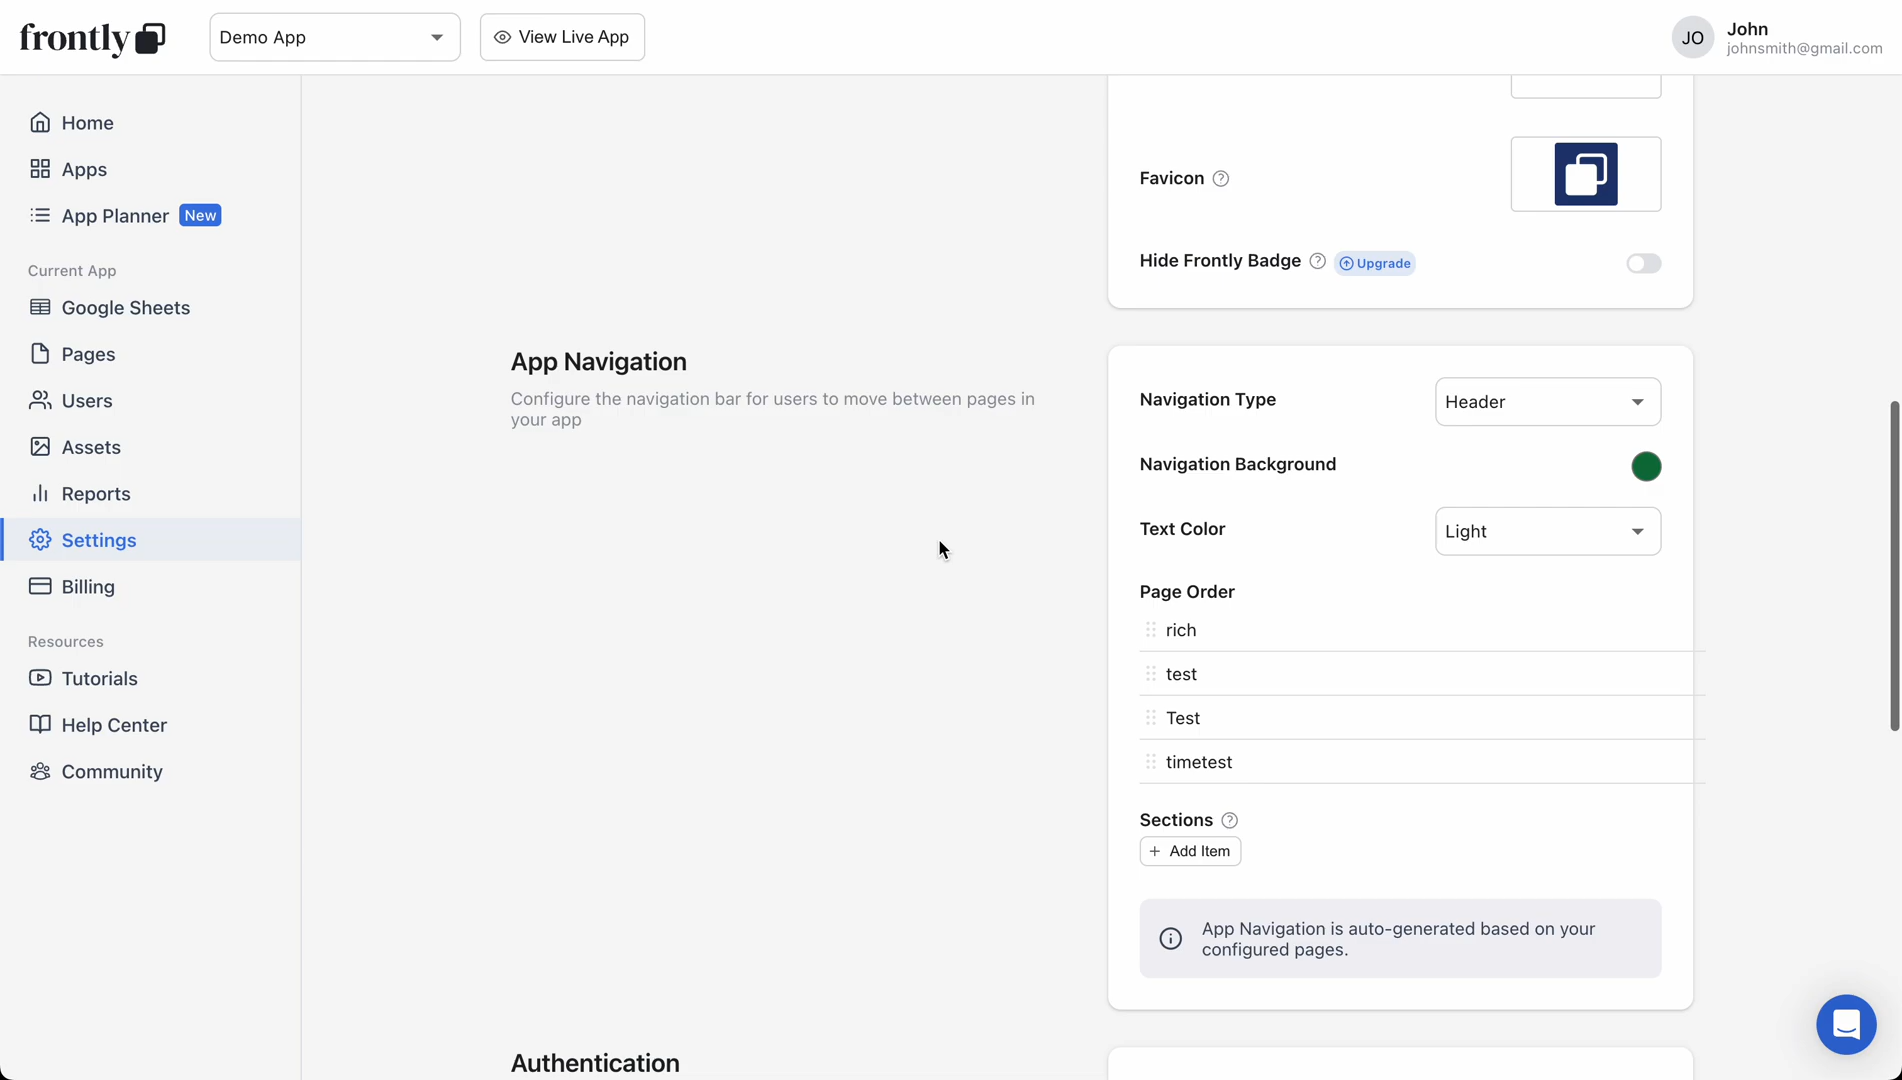 frontly
Demo App
View Live App
JO
John
johnsmith@gmail.com
Home
Apps
App Planner New
Current App
Google Sheets
Pages
Users
Assets
Reports
Settings
Billing
Resources
Tutorials
Help Center
Community
Favicon
Hide Frontly Badge Upgrade
App Navigation
Configure the navigation bar for users to move between pages in
your app
Navigation Type
Header
Navigation Background
Text Color
Light
Page Order
rich
test
Test
timetest
Sections
+ Add Item
App Navigation is auto-generated based on your
configured pages.
Authentication